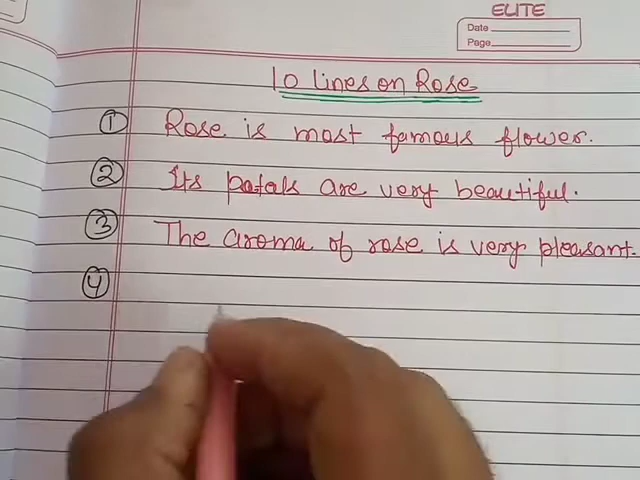 ELITE
Date
Page
10 lines on Rose
① Rose is most famous flower.
② Its patals are very beautiful.
③ The aroma of rose is very pleasant.
④